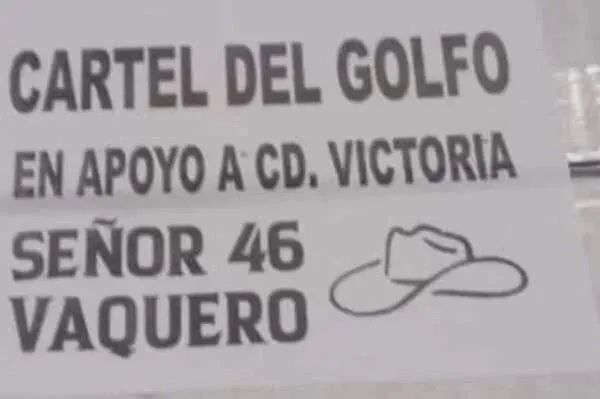 CARTEL DEL GOLFO
EN APOYO A CD. VICTORIA
SEÑOR 46
VAQUERO